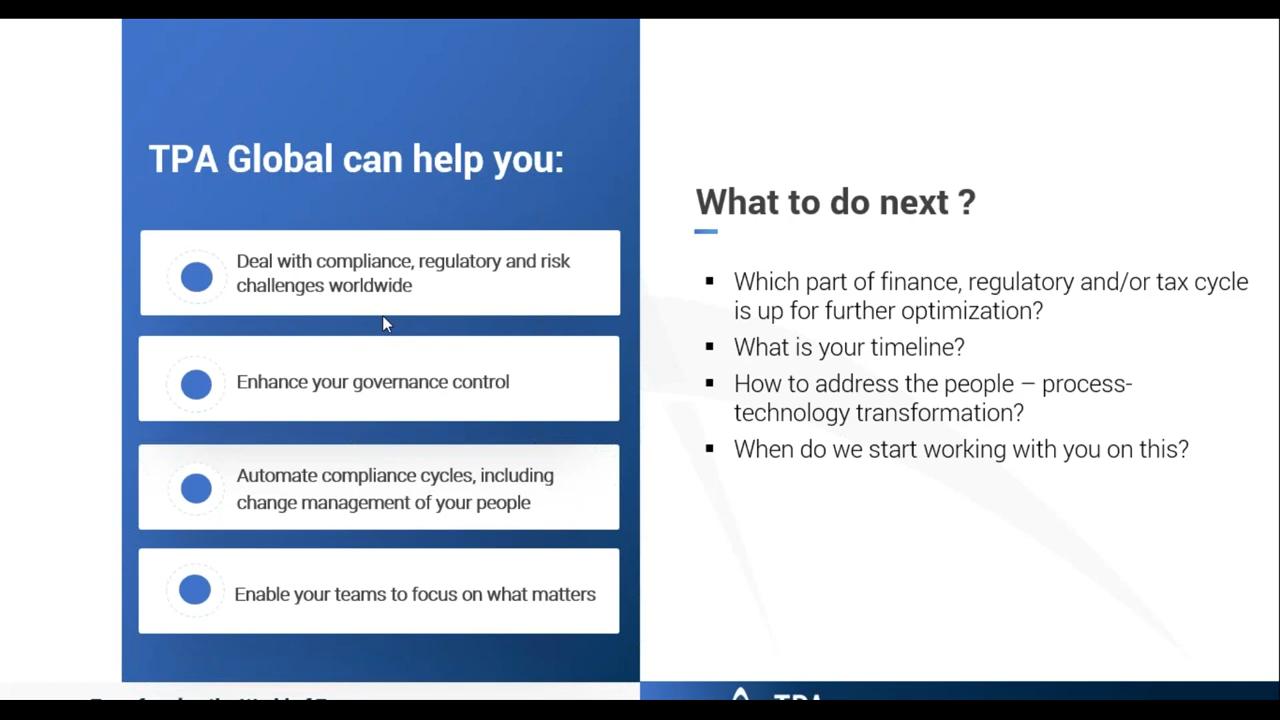 TPA Global can help you:
Deal with compliance, regulatory and risk
challenges worldwide
Enhance your governance control
Automate compliance cycles, including
change management of your people
Enable your teams to focus on what matters
What to do next ?
▪ Which part of finance, regulatory and/or tax cycle
is up for further optimization?
▪ What is your timeline?
▪ How to address the people – process-
technology transformation?
▪ When do we start working with you on this?
TPA